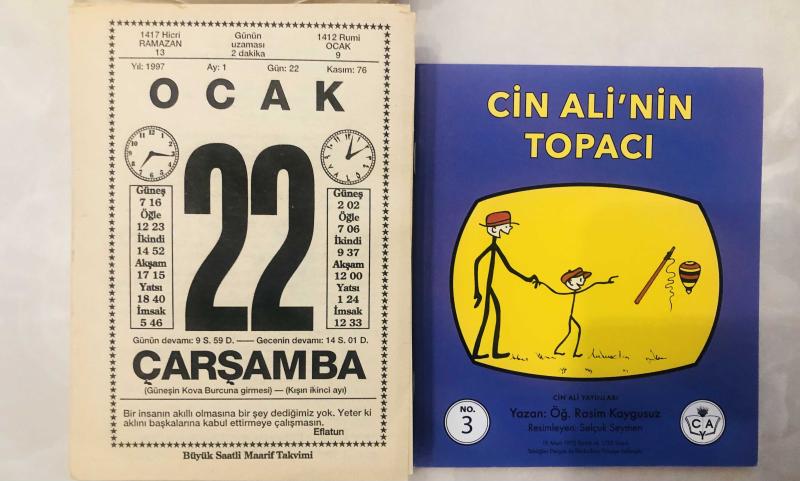 1417 Hicri
RAMAZAN
13
Günün
uzaması
2 dakika
1412 Rumi
OCAK
9
Yıl: 1997 Ay: 1 Gün: 22 Kasım: 76
OCAK
22
Güneş
7 16
Öğle
12 23
İkindi
14 52
Akşam
17 15
Yatsı
18 40
İmsak
5 46
Güneş
2 02
Öğle
7 06
İkindi
9 37
Akşam
12 00
Yatsı
1 24
İmsak
12 33
Günün devamı: 9 S. 59 D. —— Gecenin devamı: 14 S. 01 D.
ÇARŞAMBA
(Güneşin Kova Burcuna girmesi) — (Kışın ikinci ayı)
Bir insanın akıllı olmasına bir şey dediğimiz yok. Yeter ki
aklını başkalarına kabul ettirmeye çalışmasın.
Eflatun
Büyük Saatli Maarif Takvimi
CİN ALİ'NİN
TOPACI
CİN ALİ YAYINLARI
NO.
3
Yazan: Öğ. Rasim Kaygusuz
Resimleyen: Selçuk Seymen
C A
Y